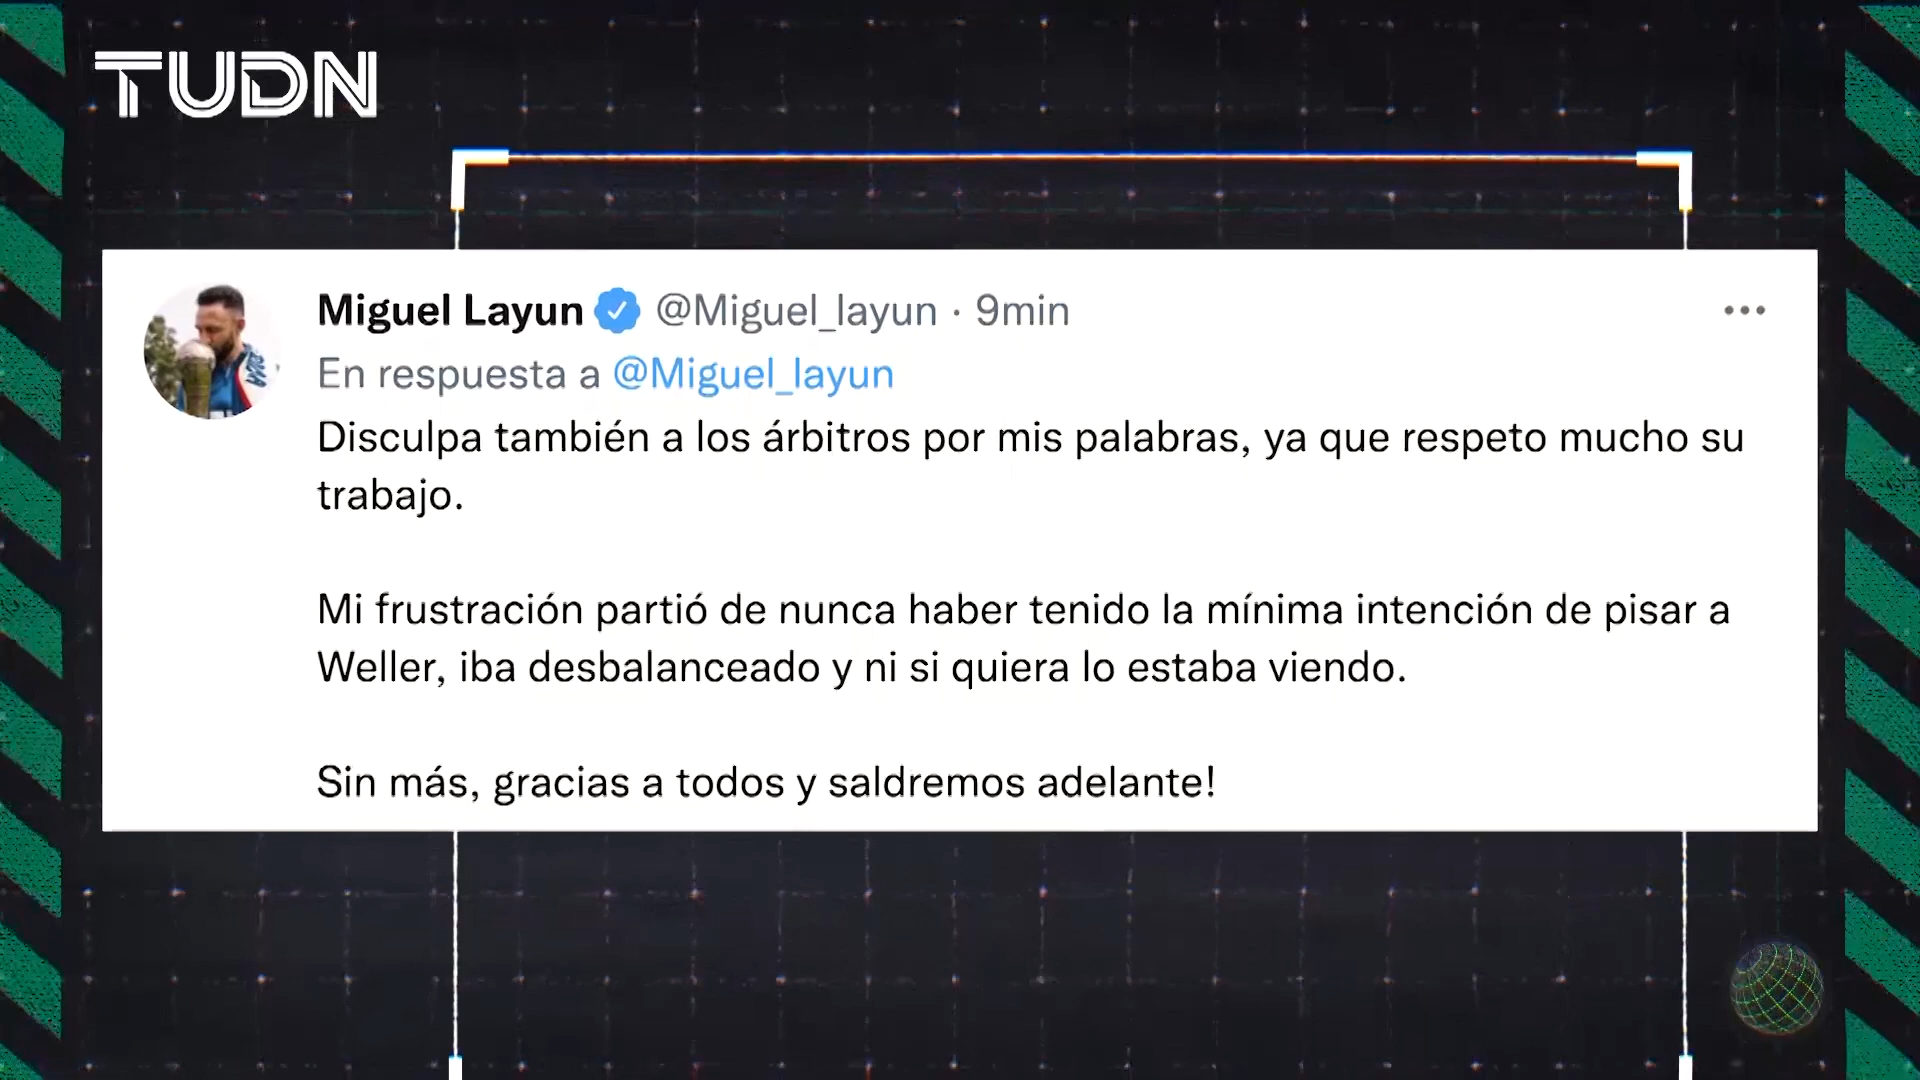 TUDN
Miguel Layun @Miguel_layun · 9min
En respuesta a @Miguel_layun
Disculpa también a los árbitros por mis palabras, ya que respeto mucho su
trabajo.
Mi frustración partió de nunca haber tenido la mínima intención de pisar a
Weller, iba desbalanceado y ni si quiera lo estaba viendo.
Sin más, gracias a todos y saldremos adelante!